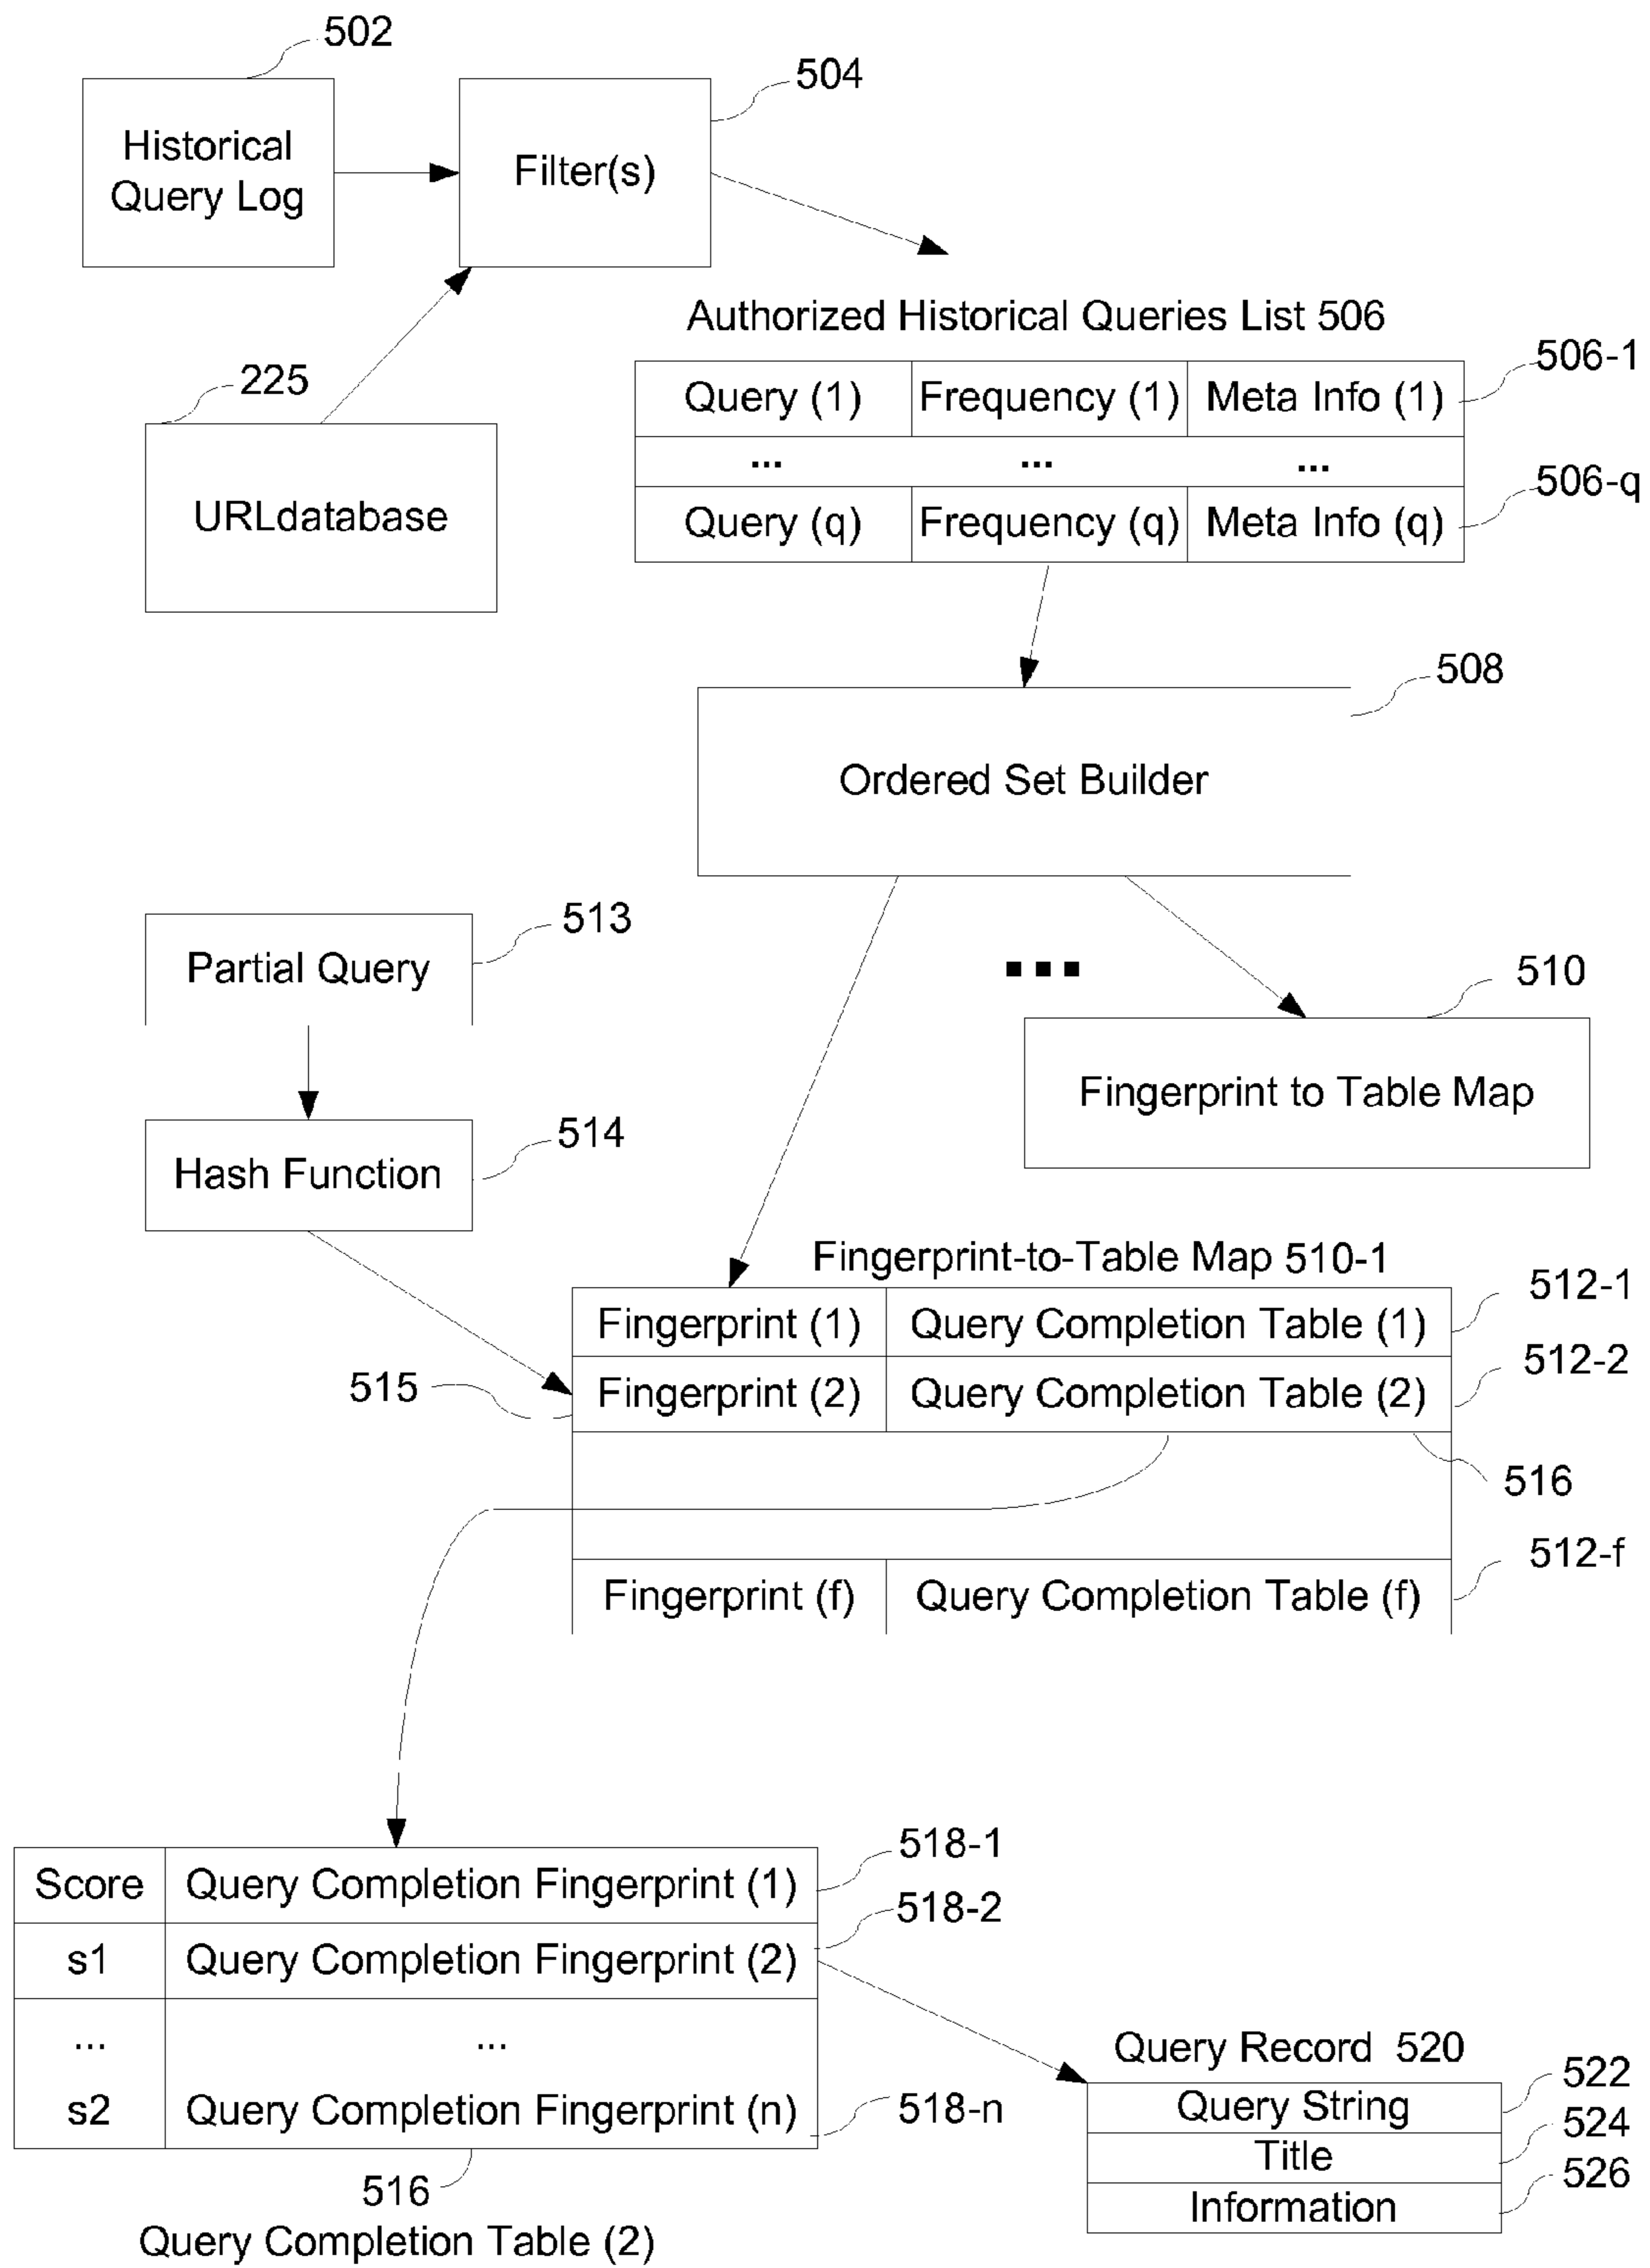 502
504
Historical
Query Log
Filter(s)
Authorized Historical Queries List 506
225
506-1
Query (1) Frequency (1) Meta Info (1)
... ... ...
506-q
URLdatabase
Query (q) Frequency (q) Meta Info (q)
508
Ordered Set Builder
513
Partial Query
...
510
Fingerprint to Table Map
514
Hash Function
Fingerprint-to-Table Map 510-1
512-1
Fingerprint (1) Query Completion Table (1)
512-2
515
Fingerprint (2) Query Completion Table (2)
516
512-f
Fingerprint (f) Query Completion Table (f)
518-1
Score Query Completion Fingerprint (1)
518-2
s1 Query Completion Fingerprint (2)
... ...
Query Record 520
522
s2 Query Completion Fingerprint (n)
518-n
Query String
524
Title
526
516
Information
Query Completion Table (2)